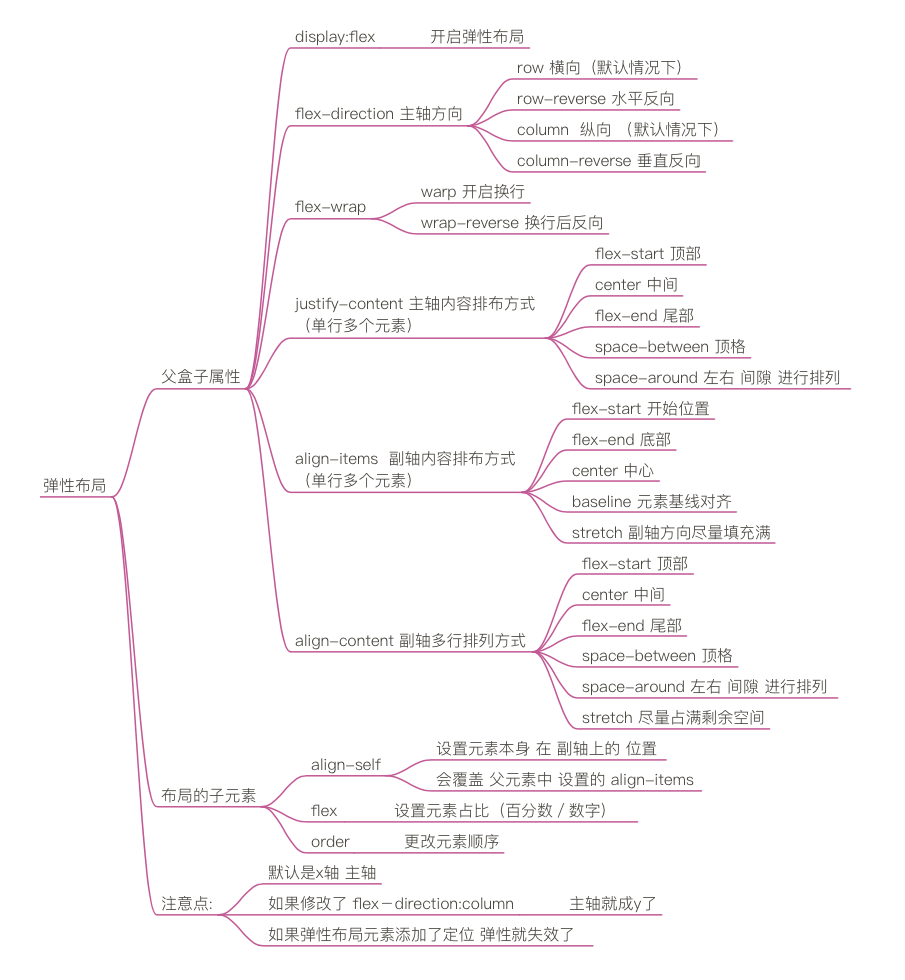 弹性布局
父盒子属性
display:flex 开启弹性布局
flex-direction 主轴方向
row 横向（默认情况下）
row-reverse 水平反向
column 纵向 （默认情况下）
column-reverse 垂直反向
flex-wrap
warp 开启换行
wrap-reverse 换行后反向
justify-content 主轴内容排布方式
（单行多个元素）
flex-start 顶部
center 中间
flex-end 尾部
space-between 顶格
space-around 左右 间隙 进行排列
align-items 副轴内容排布方式
（单行多个元素）
flex-start 开始位置
flex-end 底部
center 中心
baseline 元素基线对齐
stretch 副轴方向尽量填充满
align-content 副轴多行排列方式
flex-start 顶部
center 中间
flex-end 尾部
space-between 顶格
space-around 左右 间隙 进行排列
stretch 尽量占满剩余空间
布局的子元素
align-self
设置元素本身 在 副轴上的 位置
会覆盖 父元素中 设置的 align-items
flex 设置元素占比（百分数 / 数字）
order 更改元素顺序
注意点:
默认是x轴 主轴
如果修改了 flex－direction:column 主轴就成y了
如果弹性布局元素添加了定位 弹性就失效了